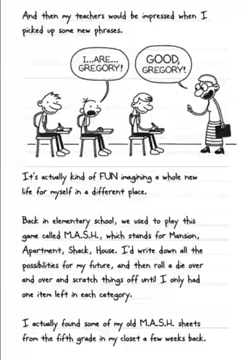 And then my teachers would be impressed when I
picked up some new phrases.
I...ARE...
GREGORY!
GOOD,
GREGORY!
It's actually kind of FUN imagining a whole new
life for myself in a different place.
Back in elementary school, we used to play this
game called M.A.S.H., which stands for Mansion,
Apartment, Shack, House. I'd write down all the
possibilities for my future, and then roll a die over
and over and scratch things off until I only had
one item left in each category.
I actually found some of my old M.A.S.H. sheets
from the fifth grade in my closet a few weeks back.